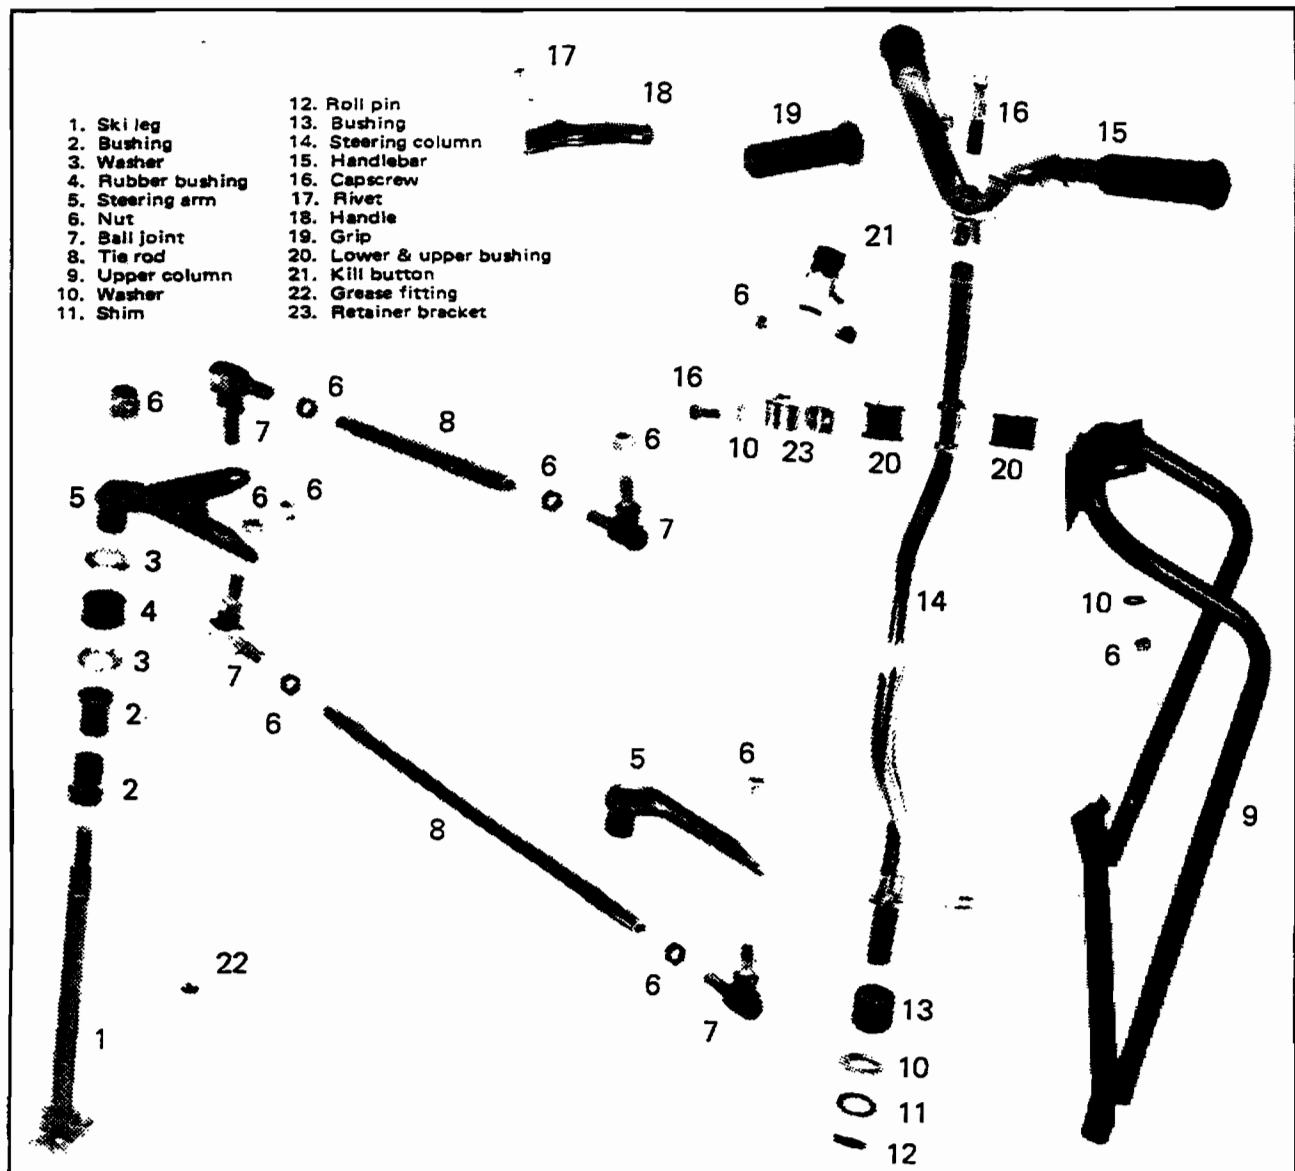 1. Ski leg
2. Bushing
3. Washer
4. Rubber bushing
5. Steering arm
6. Nut
7. Ball joint
8. Tie rod
9. Upper column
10. Washer
11. Shim
12. Roll pin
13. Bushing
14. Steering column
15. Handlebar
16. Capscrew
17. Rivet
18. Handle
19. Grip
20. Lower & upper bushing
21. Kill button
22. Grease fitting
23. Retainer bracket
17
18
19
16
15
21
6
6
7
6
8
6
6
7
16
10
23
20
20
5
6
6
3
4
3
2
2
7
6
14
10
6
5
6
8
9
22
1
6
7
13
10
11
12